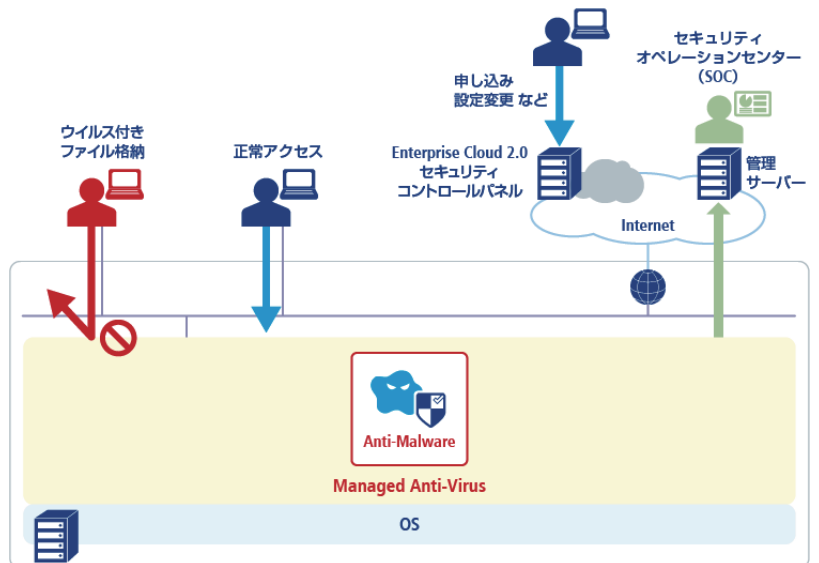 セキュリティ
オペレーションセンター
（SOC）
申し込み
設定変更 など
ウイルス付き
ファイル格納
正常アクセス
Enterprise Cloud 2.0
セキュリティ
コントロールパネル
管理
サーバー
Internet
Anti-Malware
Managed Anti-Virus
OS